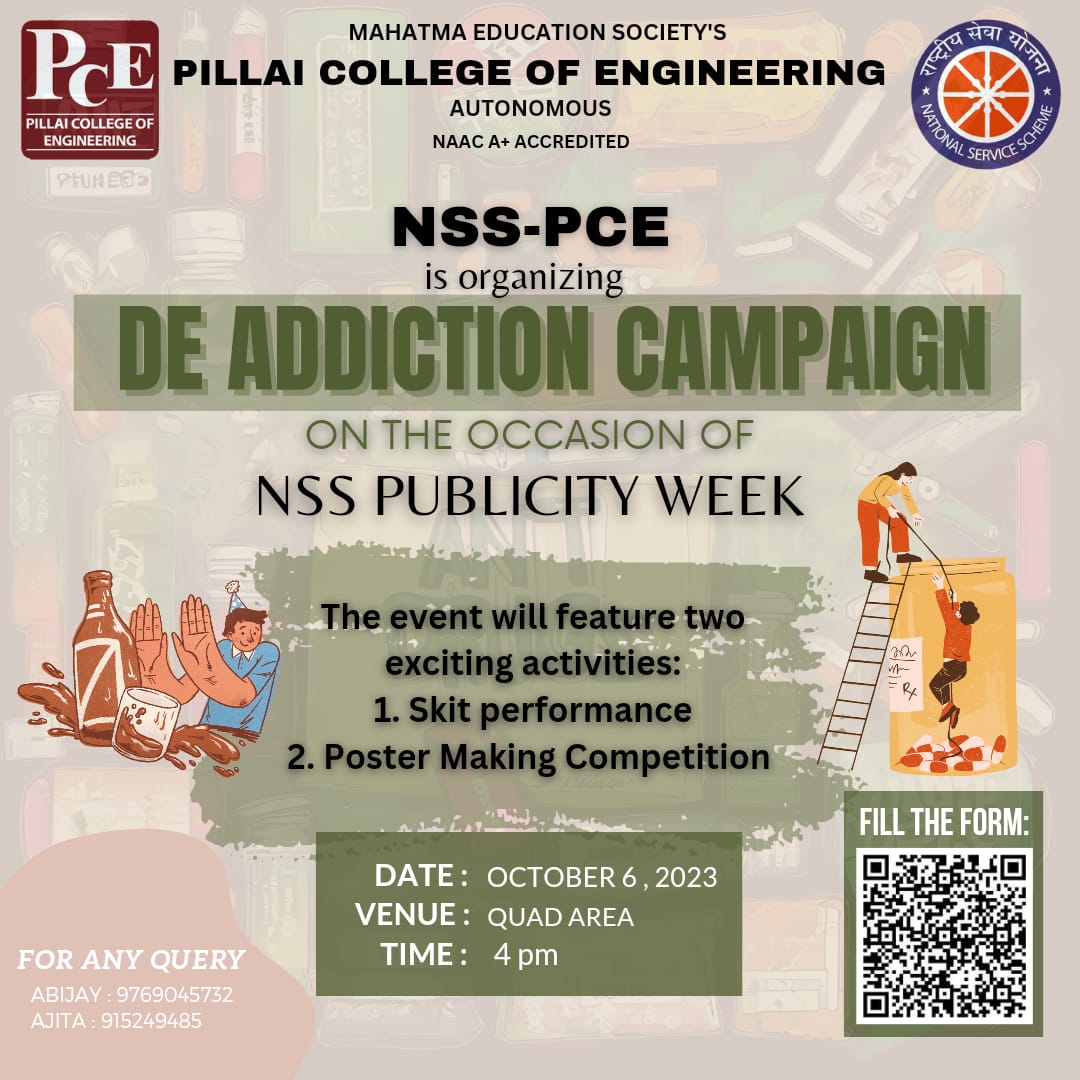 PCE
PILLAI COLLEGE OF
ENGINEERING
MAHATMA EDUCATION SOCIETY'S
PILLAI COLLEGE OF ENGINEERING
AUTONOMOUS
NAAC A+ ACCREDITED
राष्ट्रीय सेवा योजना
NATIONAL SERVICE SCHEME
NSS-PCE
is organizing
DE ADDICTION CAMPAIGN
ON THE OCCASION OF
NSS PUBLICITY WEEK
The event will feature two
exciting activities:
1. Skit performance
2. Poster Making Competition
Rx
FILL THE FORM:
DATE : OCTOBER 6 , 2023
VENUE : QUAD AREA
TIME : 4 pm
FOR ANY QUERY
ABIJAY : 9769045732
AJITA : 915249485